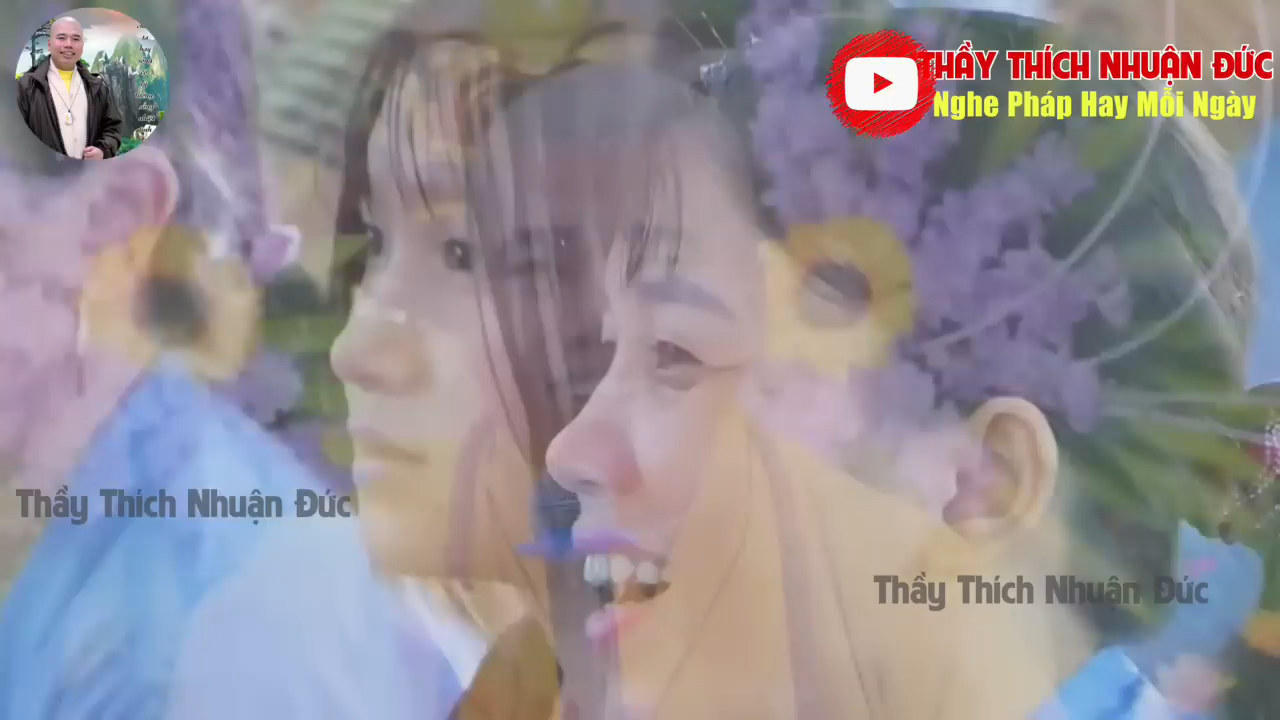 THẦY THÍCH NHUẬN ĐỨC
Nghe Pháp Hay Mỗi Ngày
Thầy Thích Nhuận Đức
Thầy Thích Nhuận Đức